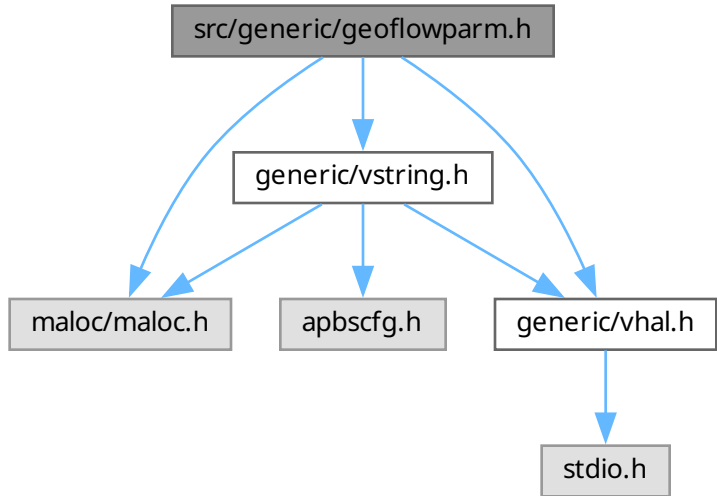 src/generic/geoflowparm.h
generic/vstring.h
maloc/maloc.h
apbscfg.h
generic/vhal.h
stdio.h